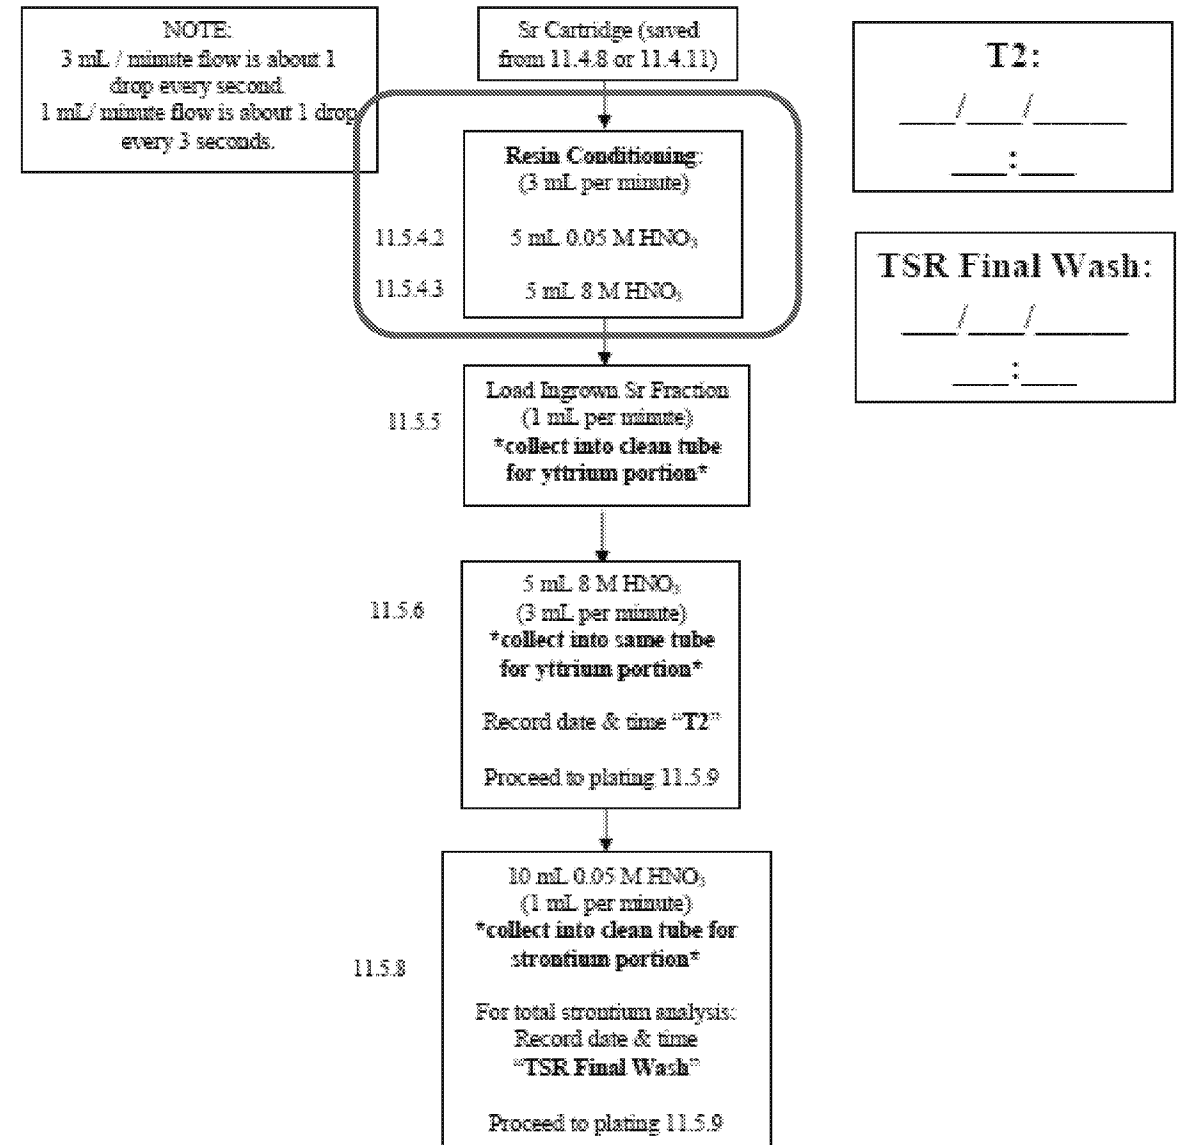 NOTE:
3 mL / minute flow is about 1
drop every second.
1 mL/ minute flow is about 1 drop
every 3 seconds.
Sr Cartridge (saved
from 11.4.8 or 11.4.11)
T2:
___/___/_____
___:___
Resin Conditioning:
(3 mL per minute)
11.5.4.2 5 mL 0.05 M HNO₃
11.5.4.3 5 mL 8 M HNO₃
TSR Final Wash:
___/___/_____
___:___
11.5.5
Load Ingrown Sr Fraction
(1 mL per minute)
*collect into clean tube
for yttrium portion*
11.5.6
5 mL 8 M HNO₃
(3 mL per minute)
*collect into same tube
for yttrium portion*
Record date & time “T2”
Proceed to plating 11.5.9
11.5.8
10 mL 0.05 M HNO₃
(1 mL per minute)
*collect into clean tube for
strontium portion*
For total strontium analysis:
Record date & time
“TSR Final Wash”
Proceed to plating 11.5.9